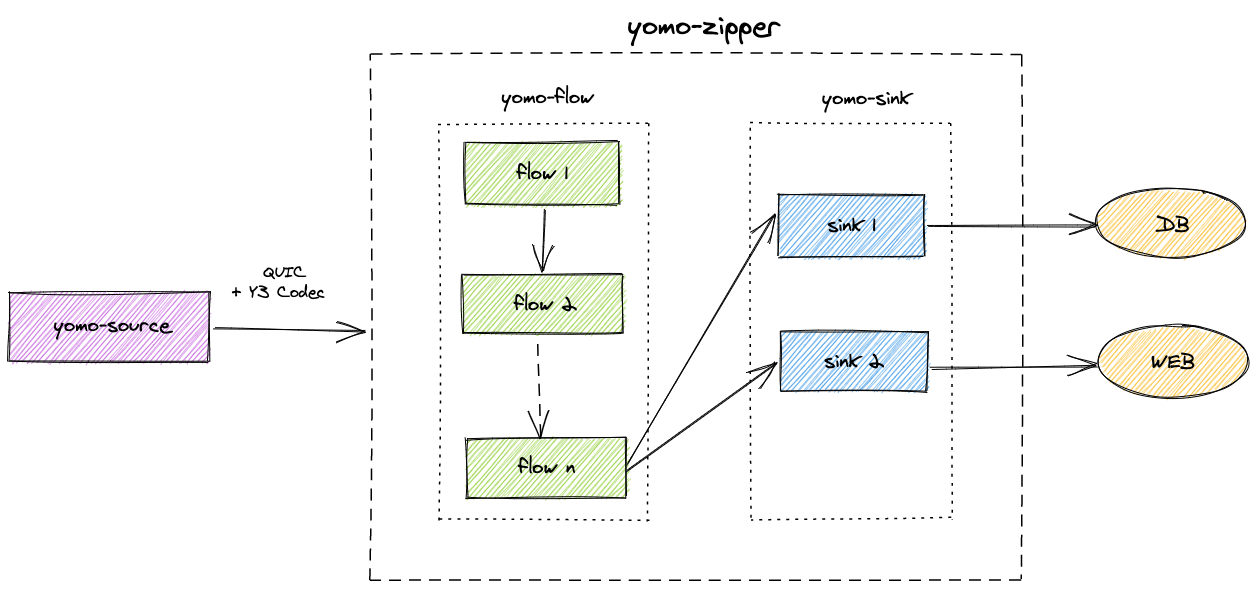 yomo-zipper
yomo-flow
yomo-sink
flow 1
sink 1
DB
QUIC
+ Y3 Codec
flow 2
yomo-source
sink 2
WEB
flow n